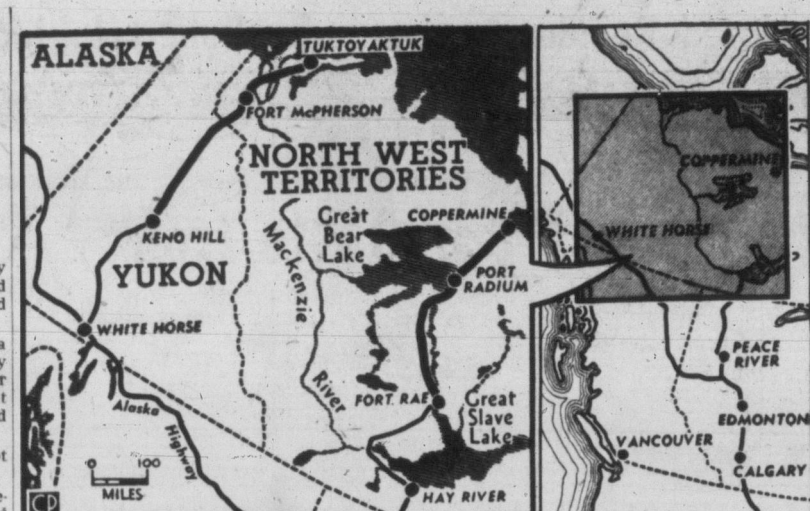 ALASKA
TUKTOYAKTUK
FORT McPHERSON
NORTH WEST
TERRITORIES
COPPERMINE
Great
Bear
Lake
KENO HILL
Mackenzie
PORT
RADIUM
YUKON
WHITE HORSE
River
FORT RAE
Great
Slave
Lake
Alaska
Highway
0 100
MILES
HAY RIVER
CP
COPPERMINE
WHITE HORSE
PEACE
RIVER
EDMONTON
VANCOUVER
CALGARY